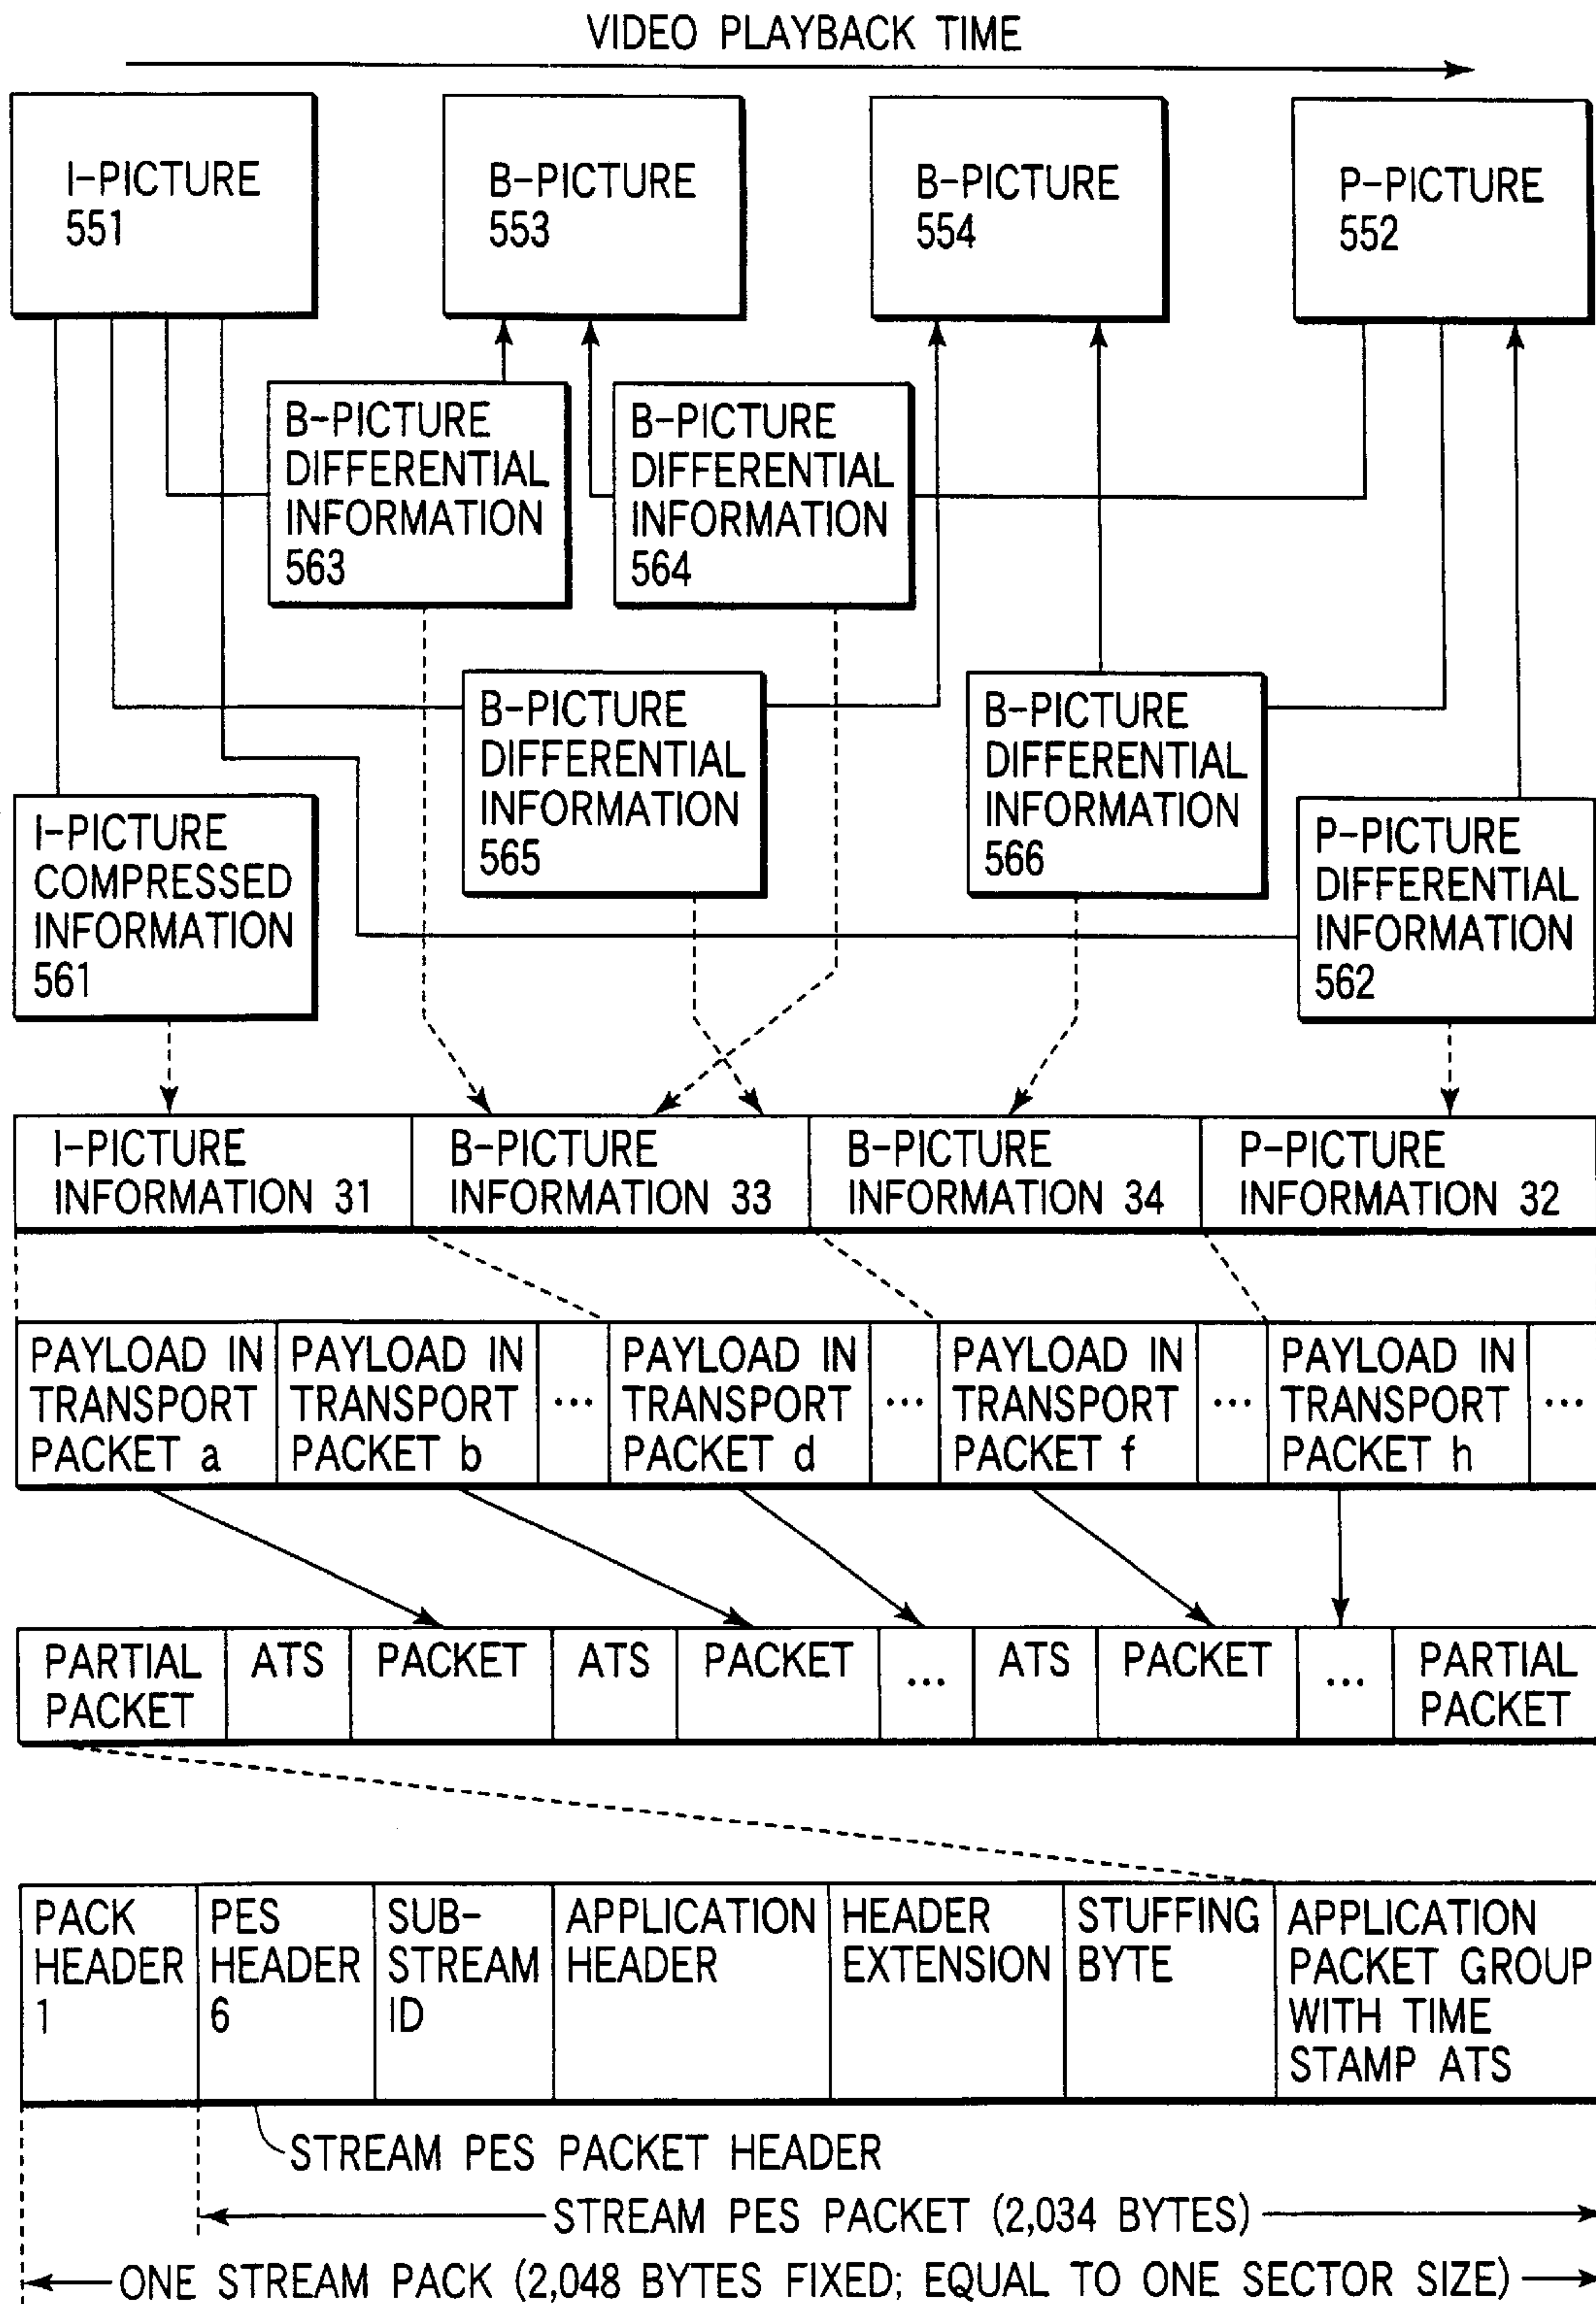 VIDEO PLAYBACK TIME
I-PICTURE
551
B-PICTURE
553
B-PICTURE
554
P-PICTURE
552
B-PICTURE
DIFFERENTIAL
INFORMATION
563
B-PICTURE
DIFFERENTIAL
INFORMATION
564
B-PICTURE
DIFFERENTIAL
INFORMATION
565
B-PICTURE
DIFFERENTIAL
INFORMATION
566
I-PICTURE
COMPRESSED
INFORMATION
561
P-PICTURE
DIFFERENTIAL
INFORMATION
562
I-PICTURE
INFORMATION 31
B-PICTURE
INFORMATION 33
B-PICTURE
INFORMATION 34
P-PICTURE
INFORMATION 32
PAYLOAD IN
TRANSPORT
PACKET a
PAYLOAD IN
TRANSPORT
PACKET b
...
PAYLOAD IN
TRANSPORT
PACKET d
...
PAYLOAD IN
TRANSPORT
PACKET f
...
PAYLOAD IN
TRANSPORT
PACKET h
...
PARTIAL
PACKET
ATS
PACKET
ATS
PACKET
...
ATS
PACKET
...
PARTIAL
PACKET
PACK
HEADER
1
PES
HEADER
6
SUB-
STREAM
ID
APPLICATION
HEADER
HEADER
EXTENSION
STUFFING
BYTE
APPLICATION
PACKET GROUP
WITH TIME
STAMP ATS
STREAM PES PACKET HEADER
STREAM PES PACKET (2,034 BYTES)
ONE STREAM PACK (2,048 BYTES FIXED; EQUAL TO ONE SECTOR SIZE)